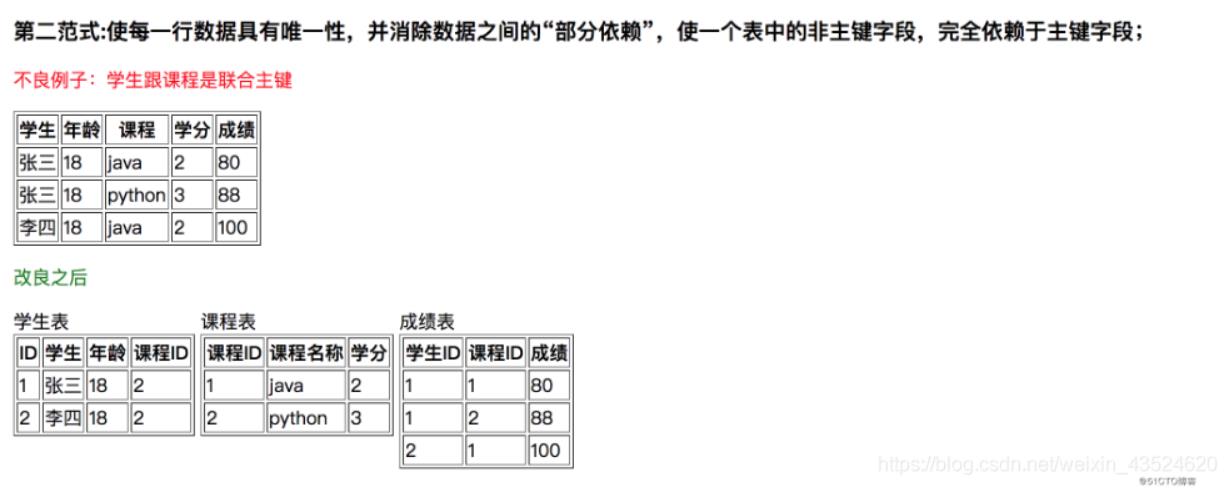 第二范式:使每一行数据具有唯一性，并消除数据之间的“部分依赖”，使一个表中的非主键字段，完全依赖于主键字段；
不良例子：学生跟课程是联合主键
学生 年龄 课程 学分 成绩
张三 18 java 2 80
张三 18 python 3 88
李四 18 java 2 100
改良之后
学生表 课程表 成绩表
ID 学生 年龄 课程ID 课程ID 课程名称 学分 学生ID 课程ID 成绩
1 张三 18 2 1 java 2 1 1 80
2 李四 18 2 2 python 3 1 2 88
2 1 100
https://blog.csdn.net/weixin_43524620
@51CTO博客